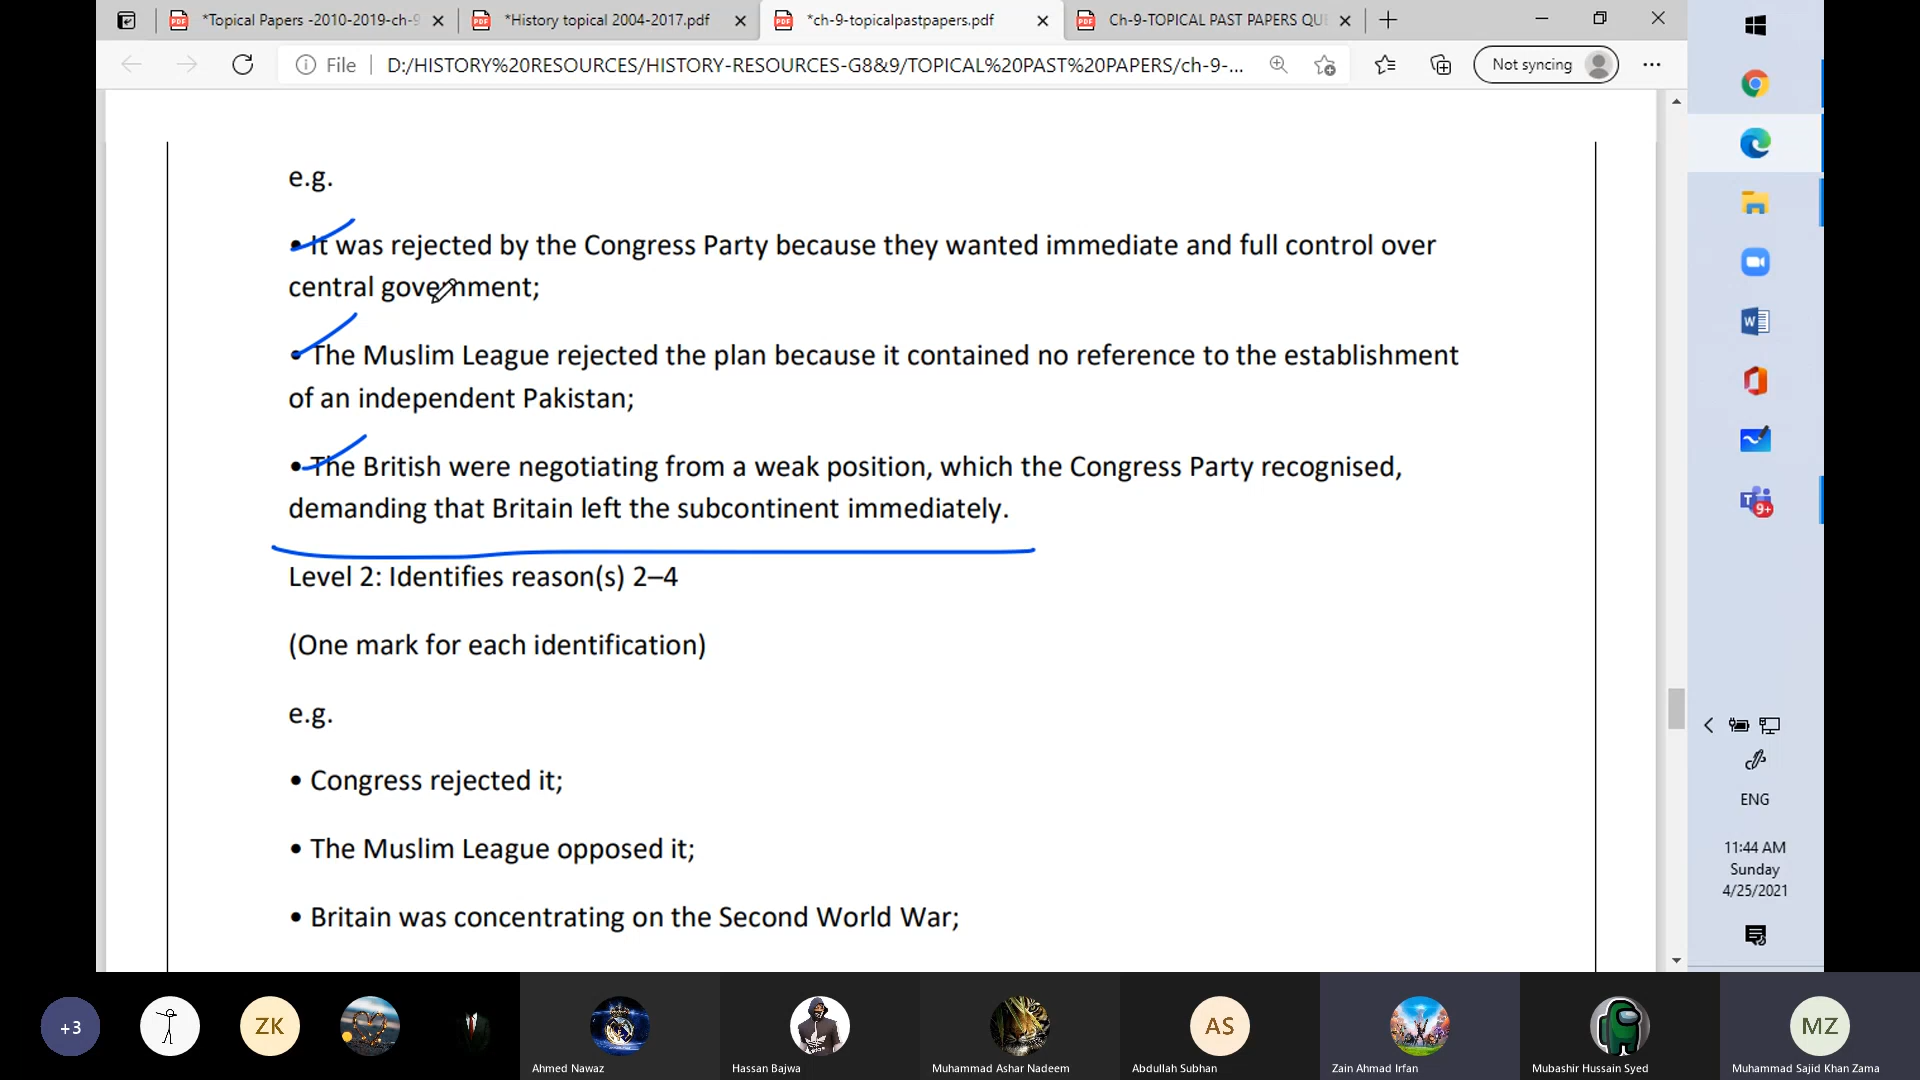 *Topical Papers -2010-2019-ch-9
*History topical 2004-2017.pdf
*ch-9-topicalpastpapers.pdf
Ch-9-TOPICAL PAST PAPERS QU
File
D:/HISTORY%20RESOURCES/HISTORY-RESOURCES-G8&9/TOPICAL%20PAST%20PAPERS/ch-9-...
Not syncing
e.g.
• It was rejected by the Congress Party because they wanted immediate and full control over
central government;
• The Muslim League rejected the plan because it contained no reference to the establishment
of an independent Pakistan;
• The British were negotiating from a weak position, which the Congress Party recognised,
demanding that Britain left the subcontinent immediately.
Level 2: Identifies reason(s) 2–4
(One mark for each identification)
e.g.
• Congress rejected it;
• The Muslim League opposed it;
• Britain was concentrating on the Second World War;
9+
ENG
11:44 AM
Sunday
4/25/2021
+3
ZK
AS
MZ
Ahmed Nawaz
Hassan Bajwa
Muhammad Ashar Nadeem
Abdullah Subhan
Zain Ahmad Irfan
Mubashir Hussain Syed
Muhammad Sajid Khan Zama